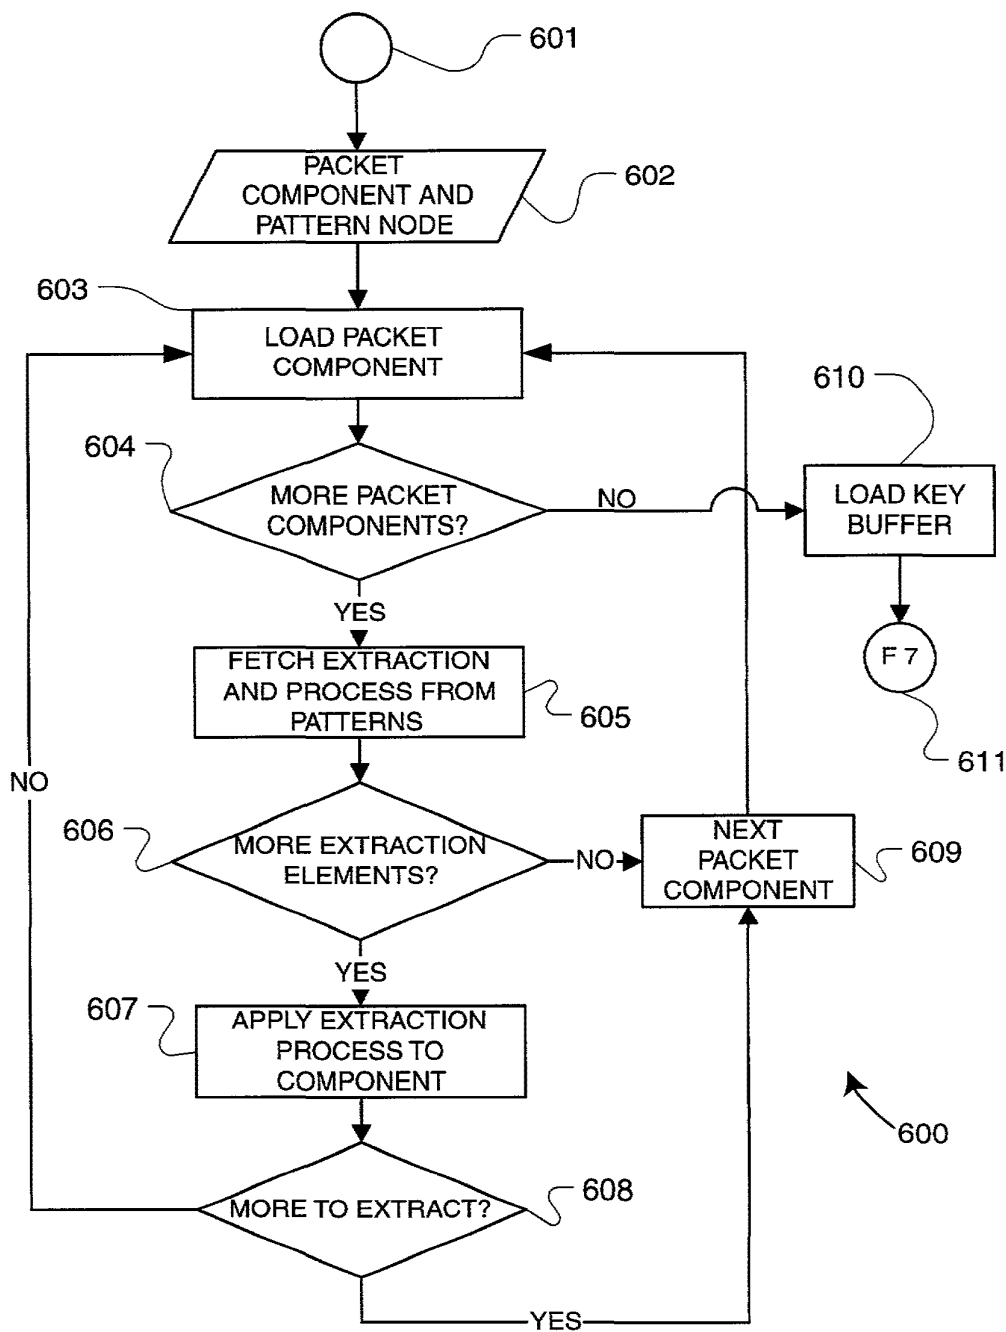 601
PACKET
COMPONENT AND
PATTERN NODE
602
603
LOAD PACKET
COMPONENT
610
604
MORE PACKET
COMPONENTS?
NO
LOAD KEY
BUFFER
YES
F 7
FETCH EXTRACTION
AND PROCESS FROM
PATTERNS
605
611
NO
606
MORE EXTRACTION
ELEMENTS?
NO
NEXT
PACKET
COMPONENT
609
YES
607
APPLY EXTRACTION
PROCESS TO
COMPONENT
600
MORE TO EXTRACT?
608
YES